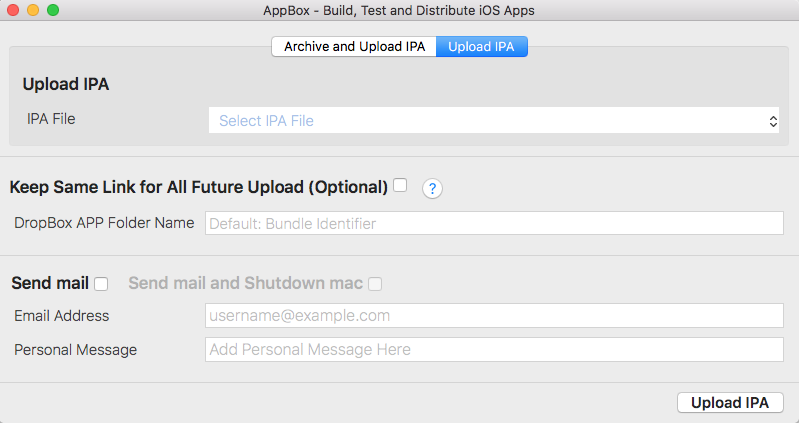 AppBox - Build, Test and Distribute iOS Apps
Archive and Upload IPA Upload IPA
Upload IPA
IPA File Select IPA File
Keep Same Link for All Future Upload (Optional) ?
DropBox APP Folder Name Default: Bundle Identifier
Send mail Send mail and Shutdown mac
Email Address username@example.com
Personal Message Add Personal Message Here
Upload IPA